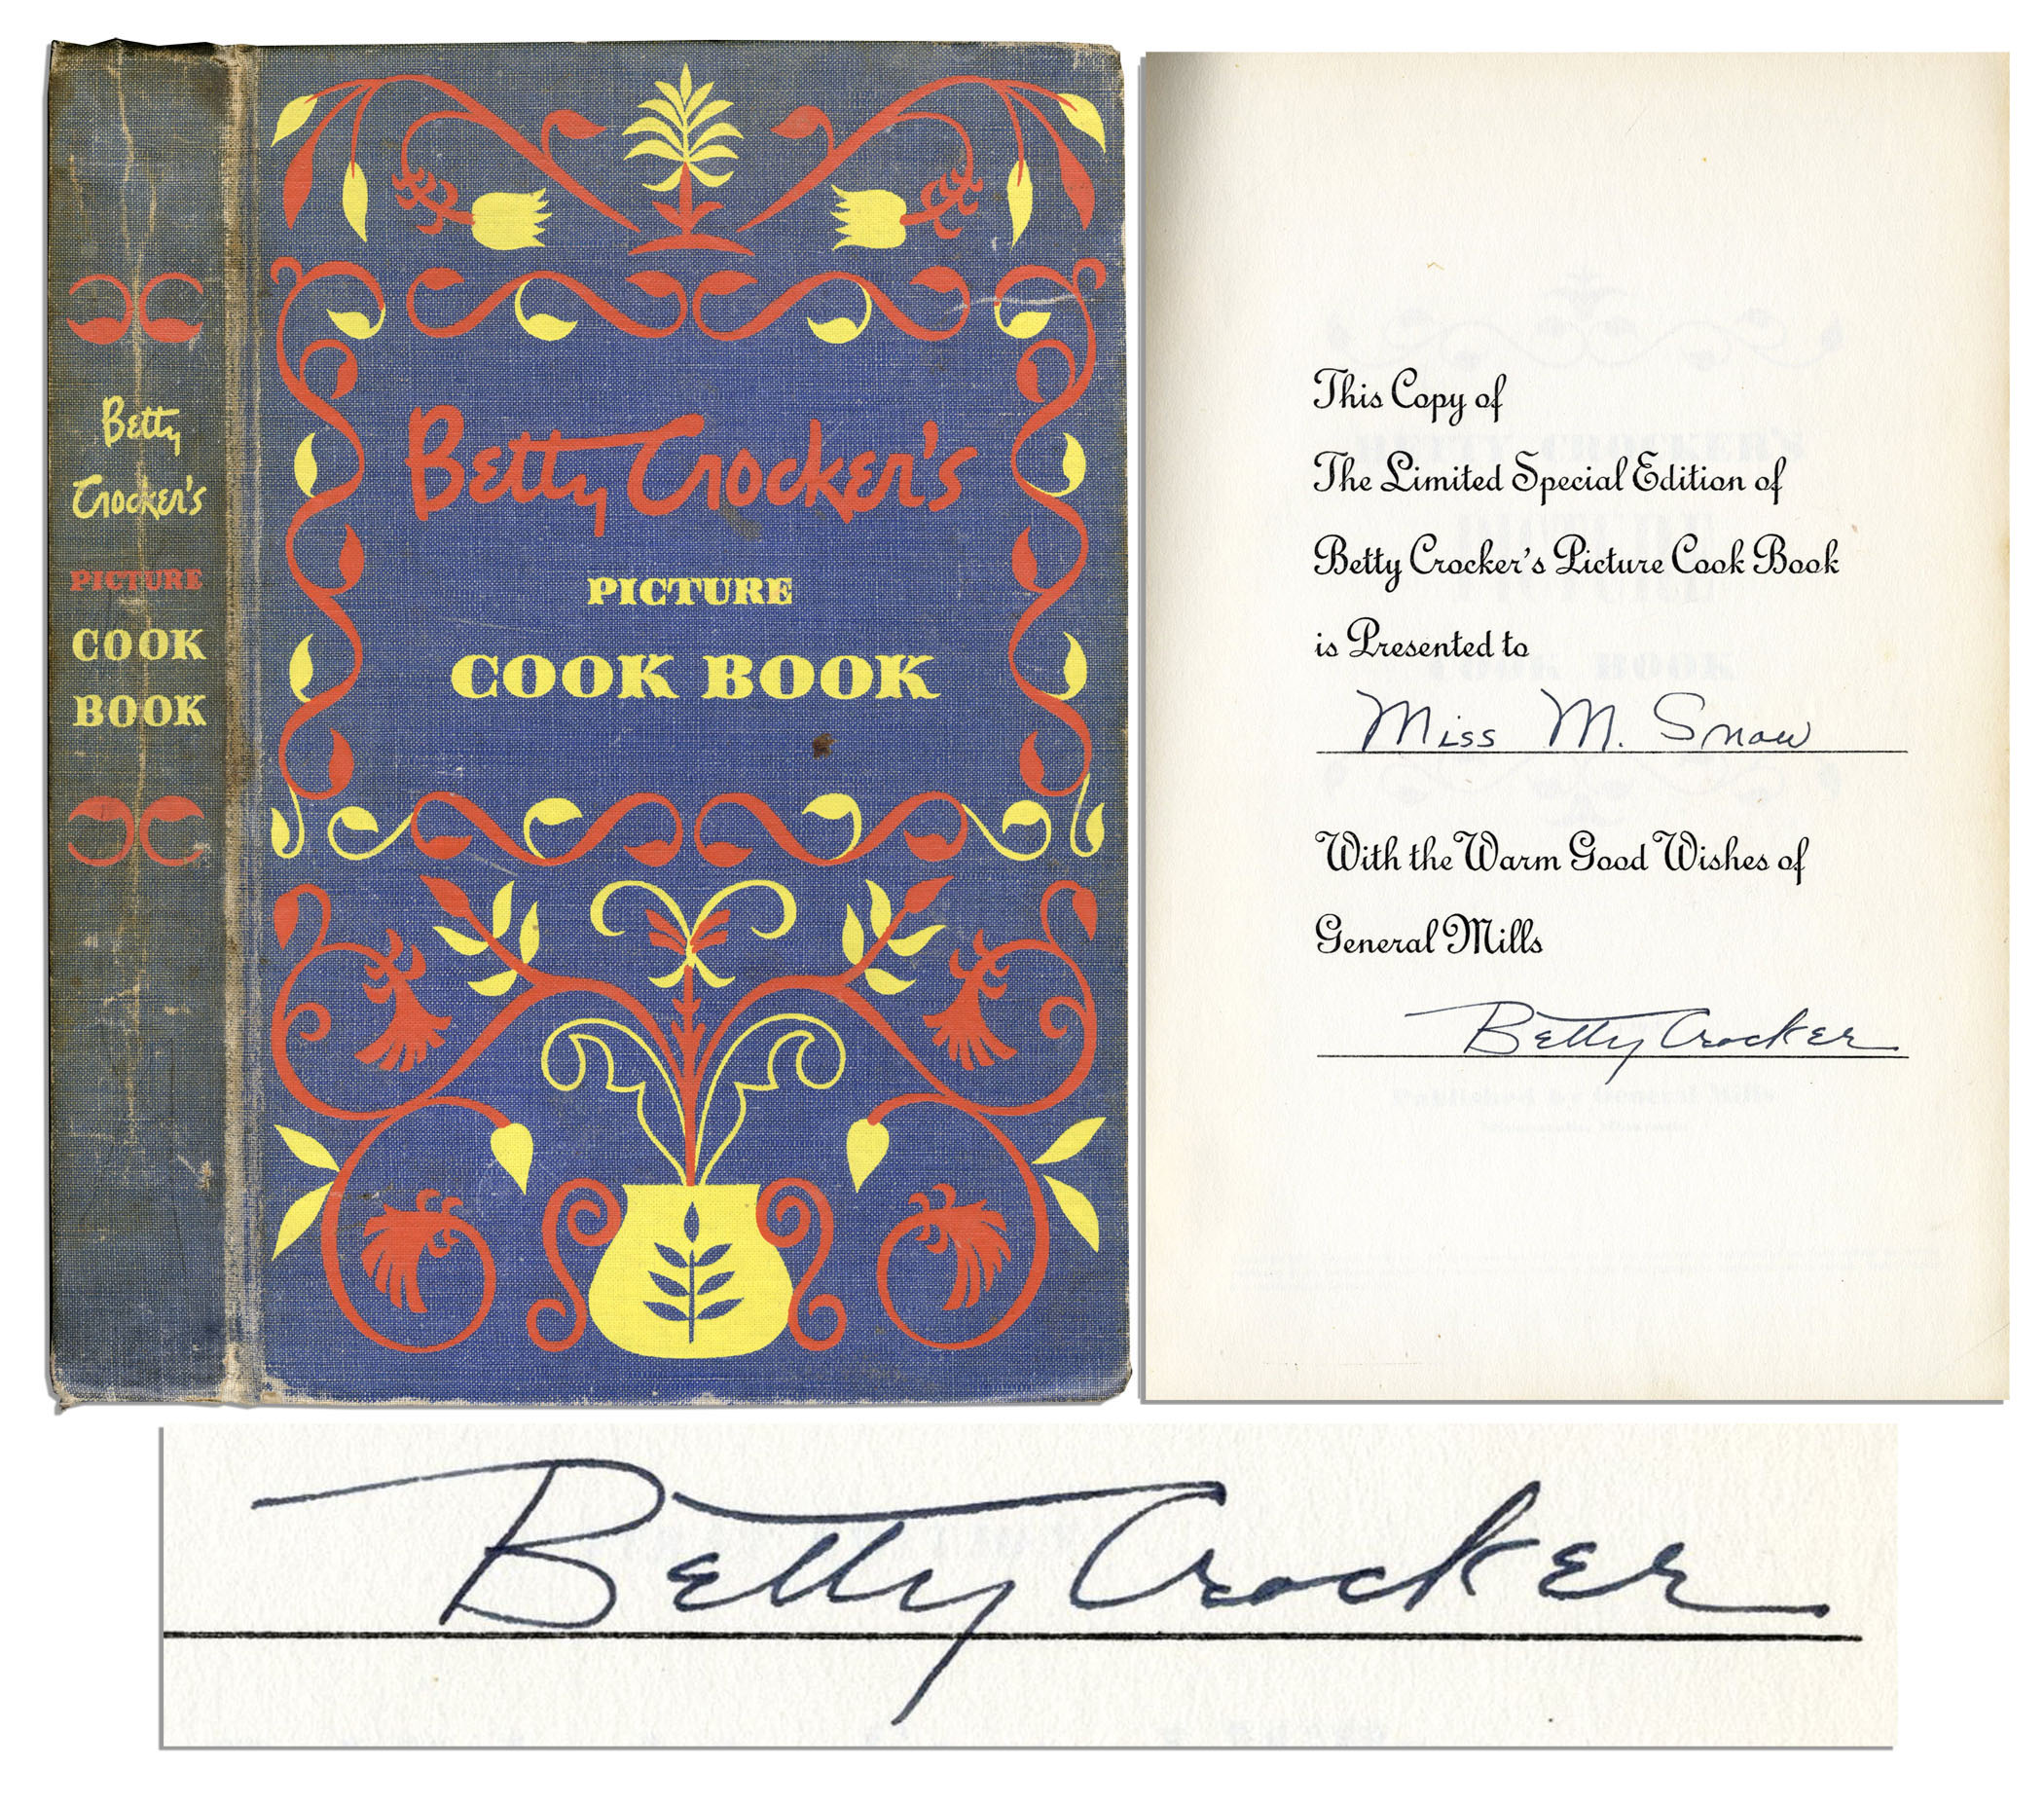 Betty
Crocker's
PICTURE
COOK
BOOK
Betty Crocker's
PICTURE
COOK BOOK
This Copy of
The Limited Special Edition of
Betty Crocker's Picture Cook Book
is Presented to
Miss M. Snow
With the Warm Good Wishes of
General Mills
Betty Crocker
Betty Crocker